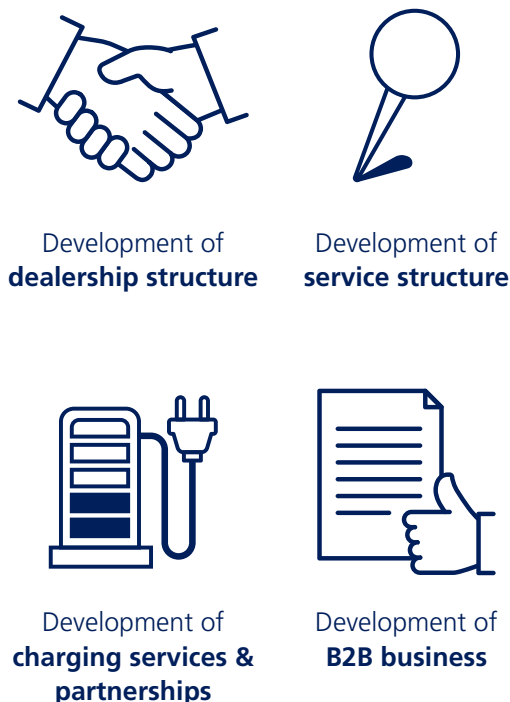 Development of
dealership structure
Development of
service structure
Development of
charging services &
partnerships
Development of
B2B business